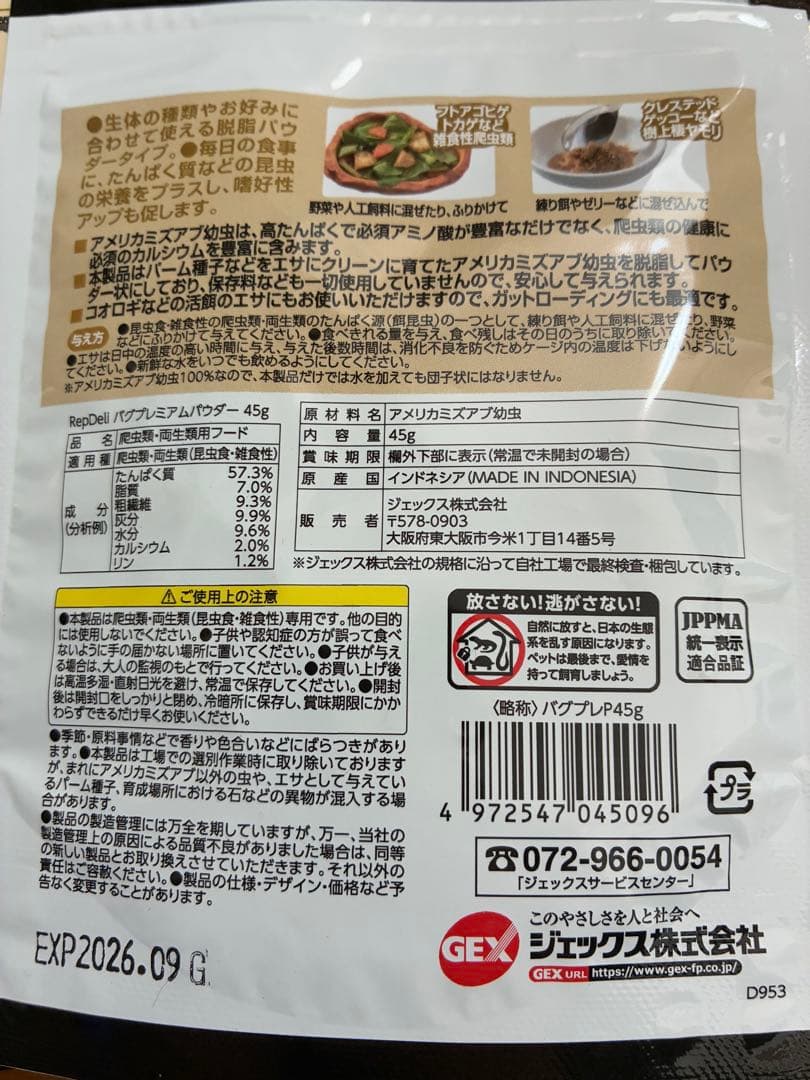 ●生体の種類やお好みに
合わせて使える脱脂パウ
ダータイプ。●毎日の食事
に、たんぱく質などの昆虫
の栄養をプラスし、嗜好性
アップも促します。
フトアゴヒゲ
トカゲなど
雑食性爬虫類
野菜や人工飼料に混ぜたり、ふりかけて
クレステッド
ゲッコーなど
樹上棲ヤモリ
練り餌やゼリーなどに混ぜ込んで
■アメリカミズアブ幼虫は、高たんぱくで必須アミノ酸が豊富なだけでなく、爬虫類の健康に
必須のカルシウムを豊富に含みます。
■本製品はパーム種子などをエサにクリーンに育てたアメリカミズアブ幼虫を脱脂してパウ
ダー状にしており、保存料なども一切使用していませんので、安心して与えられます。
■コオロギなどの活餌のエサにもお使いいただけますので、ガットローディングにも最適です。
与え方 ●昆虫食・雑食性の爬虫類・両生類のたんぱく源(餌昆虫)の一つとして、練り餌や人工飼料に混ぜたり、野菜
などにふりかけて与えてください。●食べきれる量を与え、食べ残しはその日のうちに取り除いてください。
●エサは日中の温度の高い時間に与え、与えた後数時間は、消化不良を防ぐためケージ内の温度は下げないようにし
てください。●新鮮な水をいつでも飲めるようにしてください。
※アメリカミズアブ幼虫100%なので、本製品だけでは水を加えても団子状にはなりません。
RepDeli バグプレミアムパウダー 45g
品名 爬虫類・両生類用フード
適用種 爬虫類・両生類(昆虫食・雑食性)
成分(分析例)
たんぱく質 57.3%
脂質 7.0%
粗繊維 9.3%
灰分 9.9%
水分 9.6%
カルシウム 2.0%
リン 1.2%
原材料名 アメリカミズアブ幼虫
内容量 45g
賞味期限 欄外下部に表示(常温で未開封の場合)
原産国 インドネシア(MADE IN INDONESIA)
販売者 ジェックス株式会社
〒578-0903
大阪府東大阪市今米1丁目14番5号
※ジェックス株式会社の規格に沿って自社工場で最終検査・梱包しています。
⚠ご使用上の注意
●本製品は爬虫類・両生類(昆虫食・雑食性)専用です。他の目的
には使用しないでください。●子供や認知症の方が誤って食べ
ないように手の届かない場所に置いてください。●子供が与え
る場合は、大人の監視のもとで行ってください。●お買い上げ後
は高温多湿・直射日光を避け、常温で保存してください。●開封
後は開封口をしっかりと閉め、冷暗所に保存し、賞味期限にかか
わらずできるだけ早くお使いください。
●季節・原料事情などで香りや色合いなどにばらつきがあり
ます。●本製品は工場での選別作業時に取り除いております
が、まれにアメリカミズアブ以外の虫や、エサとして与えてい
るパーム種子、育成場所における石などの異物が混入する場
合があります。
●製品の製造管理には万全を期していますが、万一、当社の
製造管理上の原因による品質不良がありました場合は、同等
の新しい製品とお取り換えさせていただきます。それ以外の
責任はご容赦ください。●製品の仕様・デザイン・価格など予
告なく変更することがあります。
EXP2026.09 G
放さない!逃がさない!
自然に放すと、日本の生態
系を乱す原因になります。
ペットは最後まで、愛情を
持って飼育しましょう。
JPPMA
統一表示
適合品証
〈略称〉バグプレP45g
4 972547 045096
プラ
☎072-966-0054
「ジェックスサービスセンター」
GEX
このやさしさを人と社会へ
ジェックス株式会社
GEX URL https://www.gex-fp.co.jp/
D953